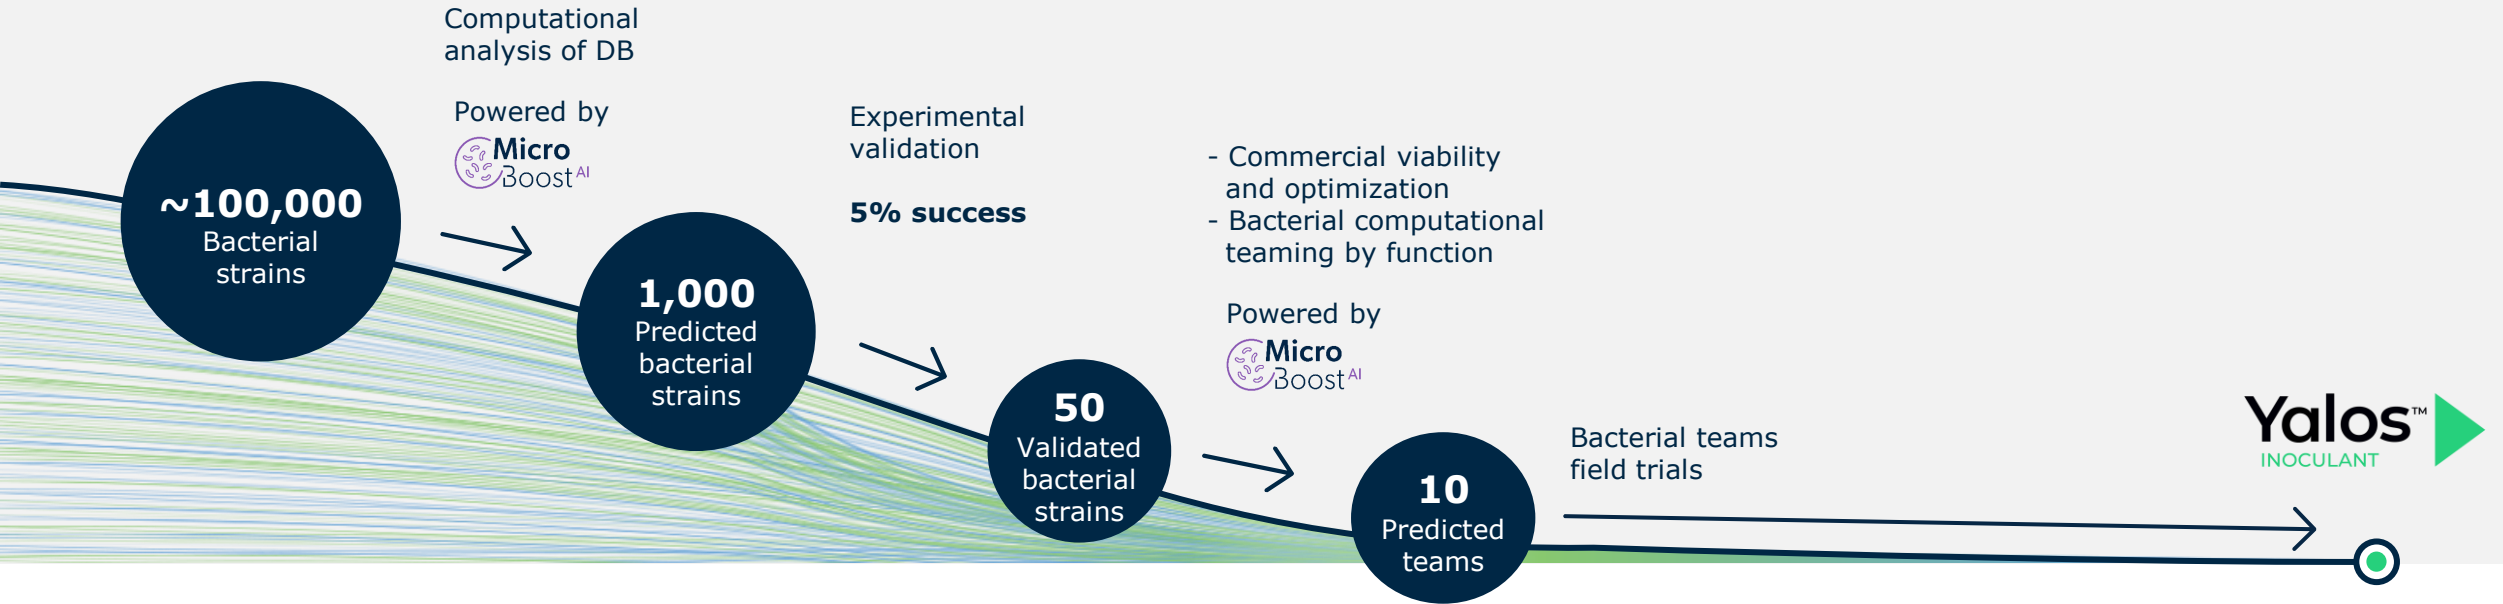 Computational
analysis of DB
Powered by
Micro
Boost AI
~100,000
Bacterial
strains
Experimental
validation
5% success
1,000
Predicted
bacterial
strains
- Commercial viability
and optimization
- Bacterial computational
teaming by function
Powered by
Micro
Boost AI
50
Validated
bacterial
strains
10
Predicted
teams
Bacterial teams
field trials
Yalos™
INOCULANT